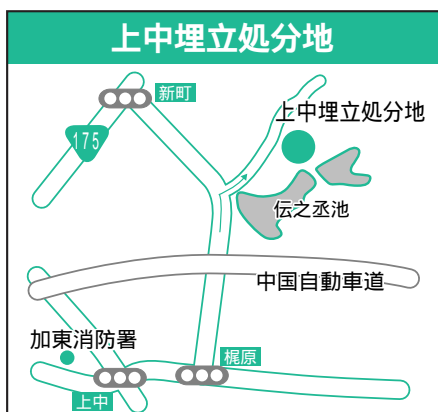 上中埋立処分地
新町
175
上中埋立処分地
伝之丞池
中国自動車道
加東消防署
梶原
上中